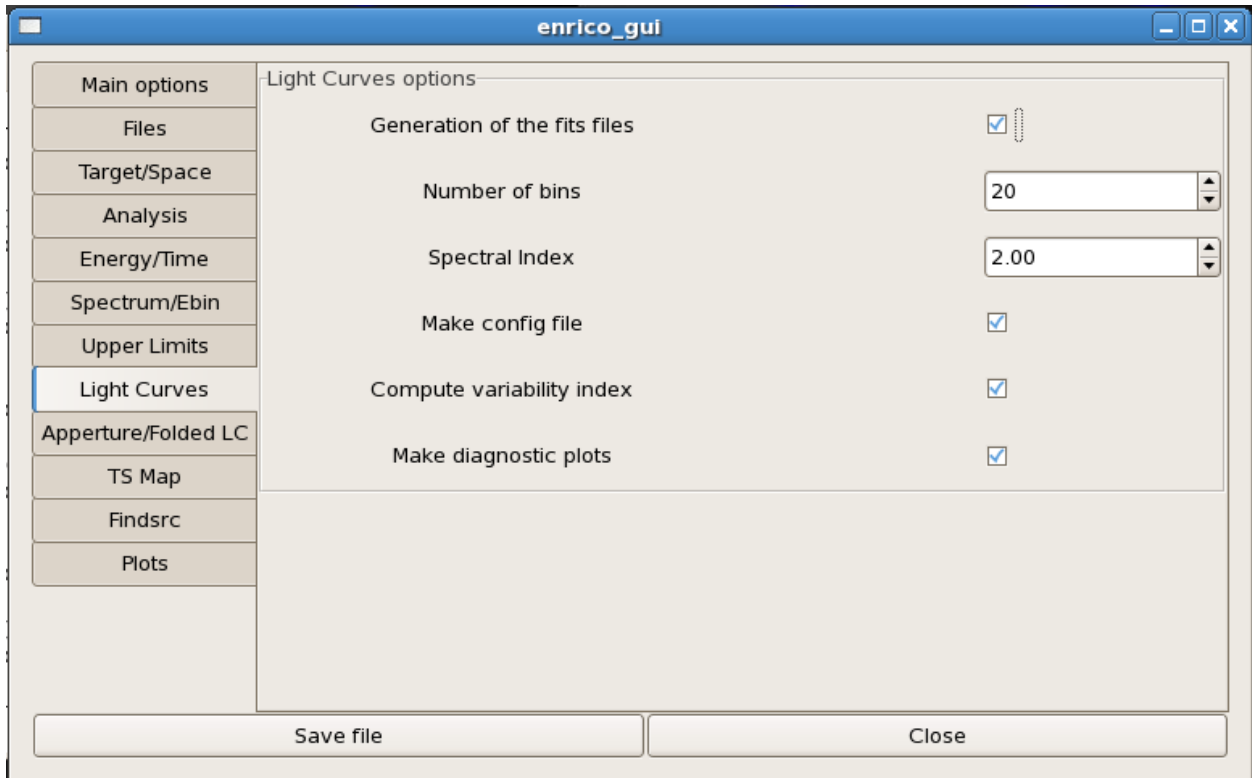 enrico_gui
Main options
Files
Target/Space
Analysis
Energy/Time
Spectrum/Ebin
Upper Limits
Light Curves
Apperture/Folded LC
TS Map
Findsrc
Plots
Light Curves options
Generation of the fits files
Number of bins 20
Spectral Index 2.00
Make config file
Compute variability index
Make diagnostic plots
Save file Close